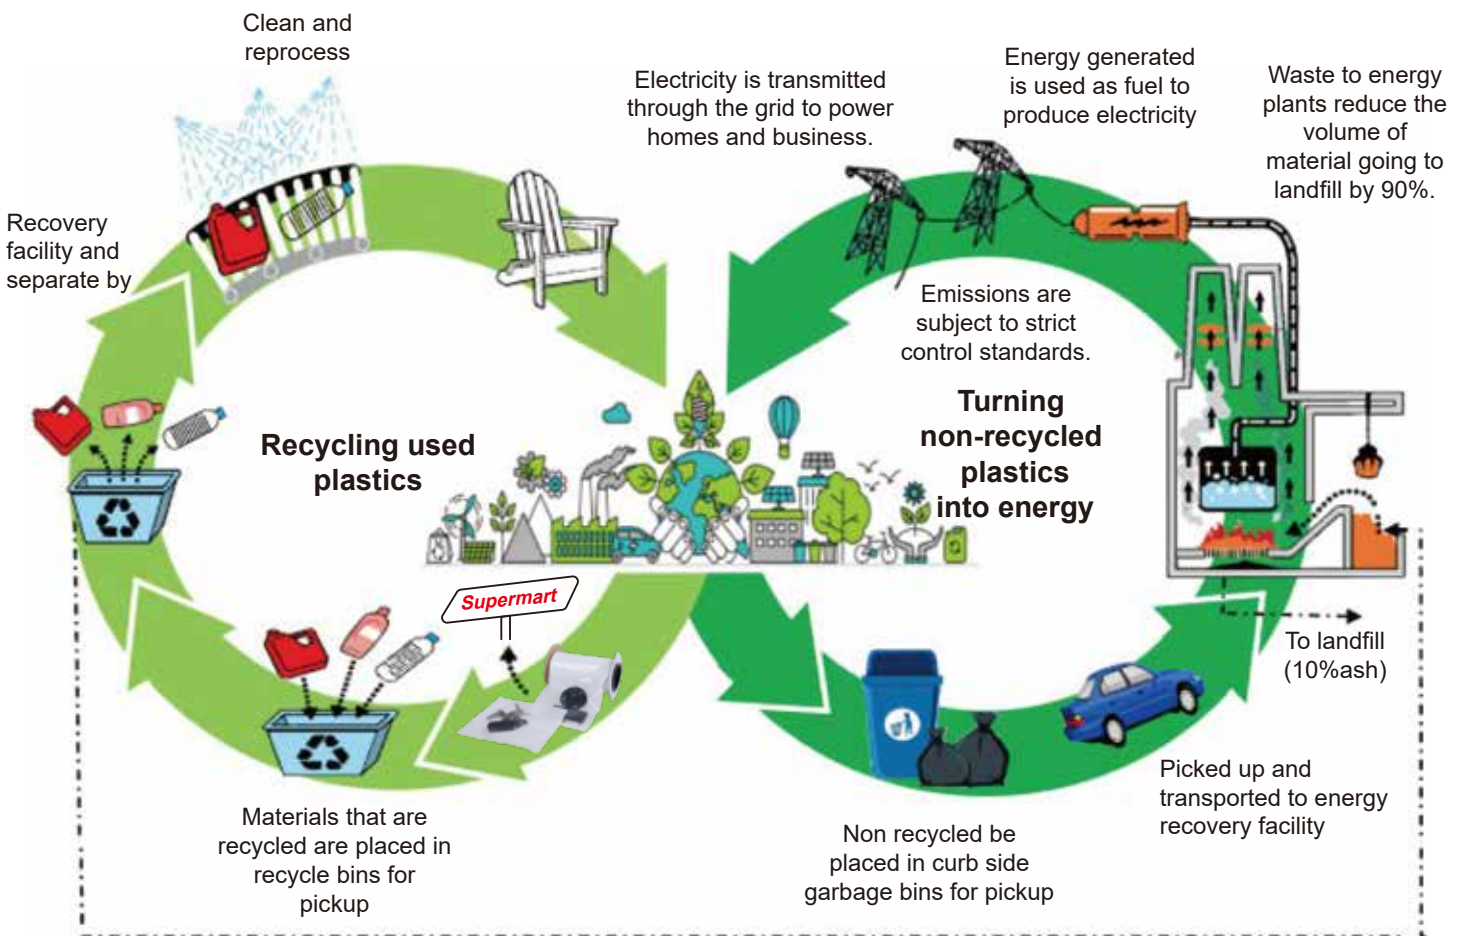 Clean and
reprocess
Electricity is transmitted
through the grid to power
homes and business.
Energy generated
is used as fuel to
produce electricity
Waste to energy
plants reduce the
volume of
material going to
landfill by 90%.
Recovery
facility and
separate by
Emissions are
subject to strict
control standards.
Recycling used
plastics
Turning
non-recycled
plastics
into energy
Supermart
To landfill
(10%ash)
Materials that are
recycled are placed in
recycle bins for
pickup
Non recycled be
placed in curb side
garbage bins for pickup
Picked up and
transported to energy
recovery facility